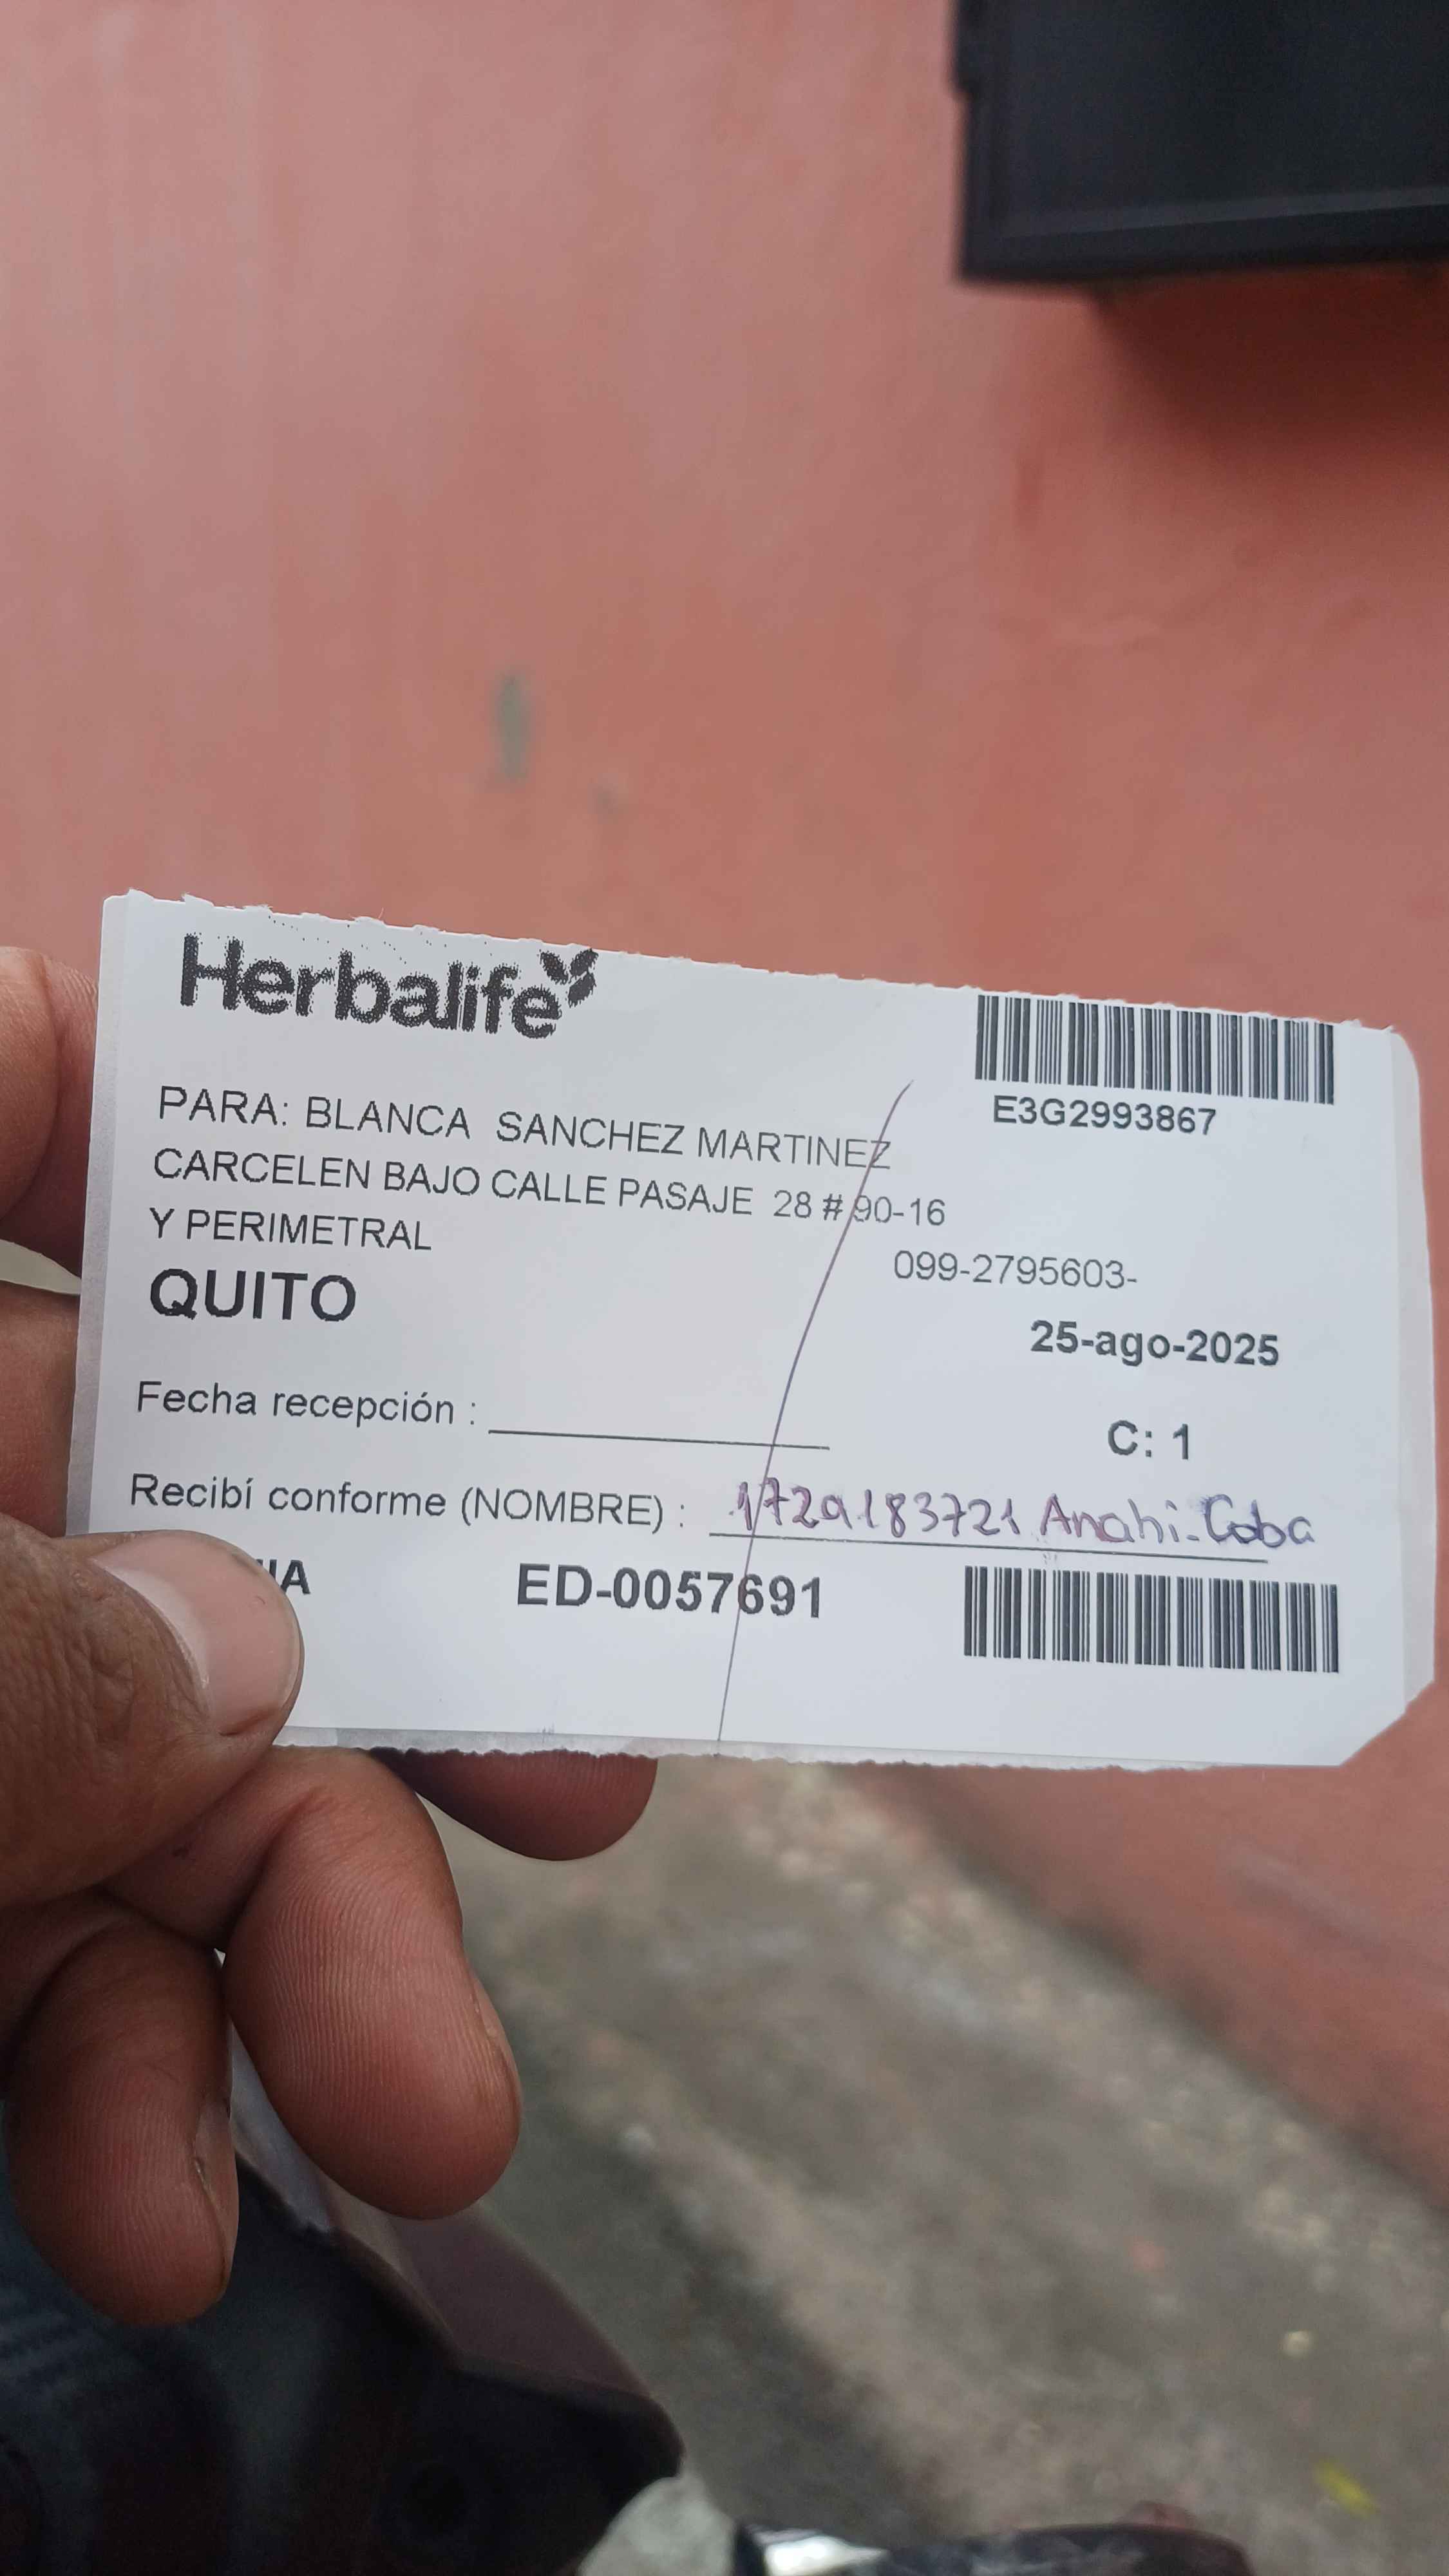 Herbalife
E3G2993867
PARA: BLANCA SANCHEZ MARTINEZ
CARCELEN BAJO CALLE PASAJE 28 # 90-16
Y PERIMETRAL
099-2795603-
QUITO
25-ago-2025
Fecha recepción :
C: 1
Recibí conforme (NOMBRE) : 1729183721 Anahi-Coba
ED-0057691